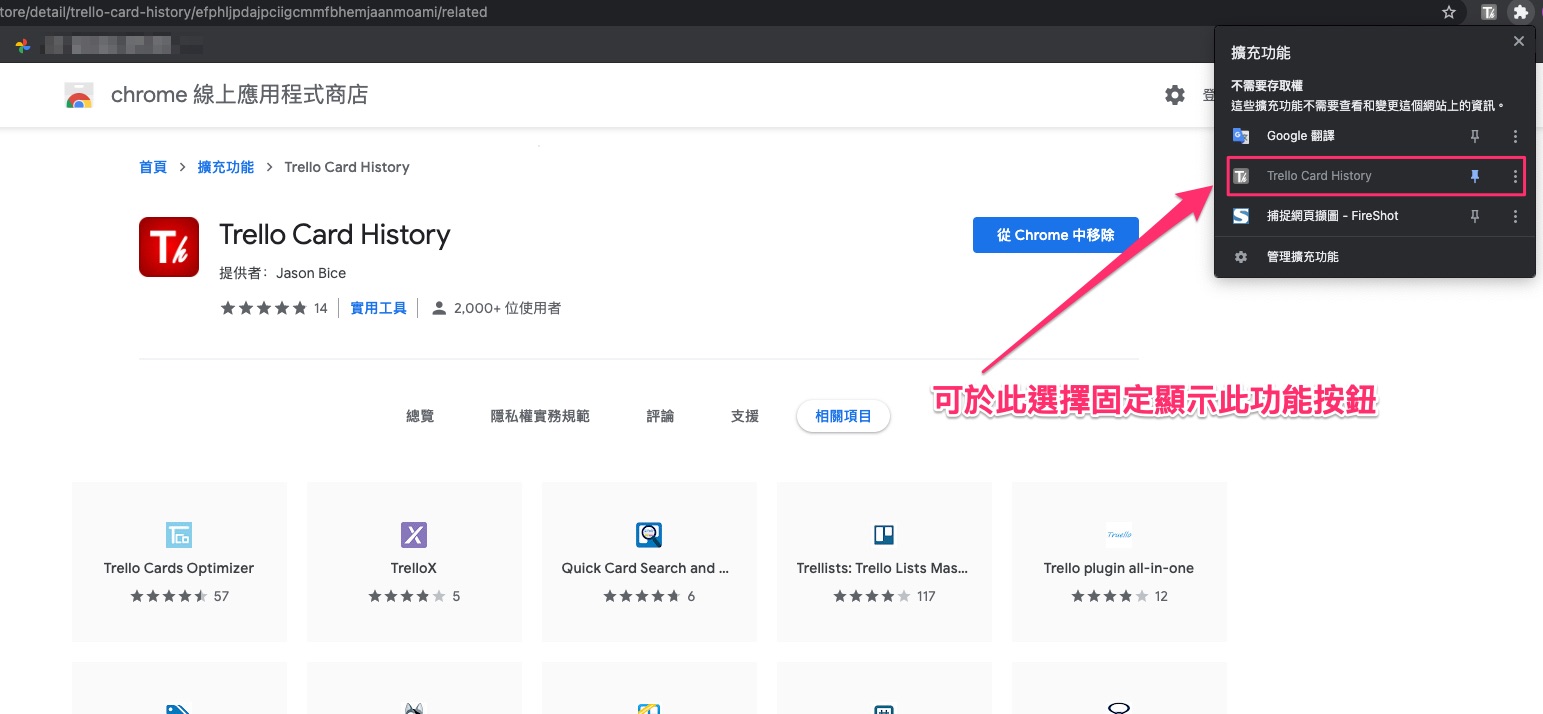 tore/detail/trello-card-history/efphljpdajpciigcmmfbhemjaanmoami/related
擴充功能
不需要存取權
這些擴充功能不需要查看和變更這個網站上的資訊。
Google 翻譯
Trello Card History
捕捉網頁擷圖 - FireShot
管理擴充功能
chrome 線上應用程式商店
登
首頁 > 擴充功能 > Trello Card History
Th
Trello Card History
提供者： Jason Bice
14 實用工具 2,000+ 位使用者
從 Chrome 中移除
可於此選擇固定顯示此功能按鈕
總覽 隱私權實務規範 評論 支援 相關項目
Trello Cards Optimizer
57
TrelloX
5
Quick Card Search and ...
6
Trellists: Trello Lists Mas...
117
Truello
Trello plugin all-in-one
12